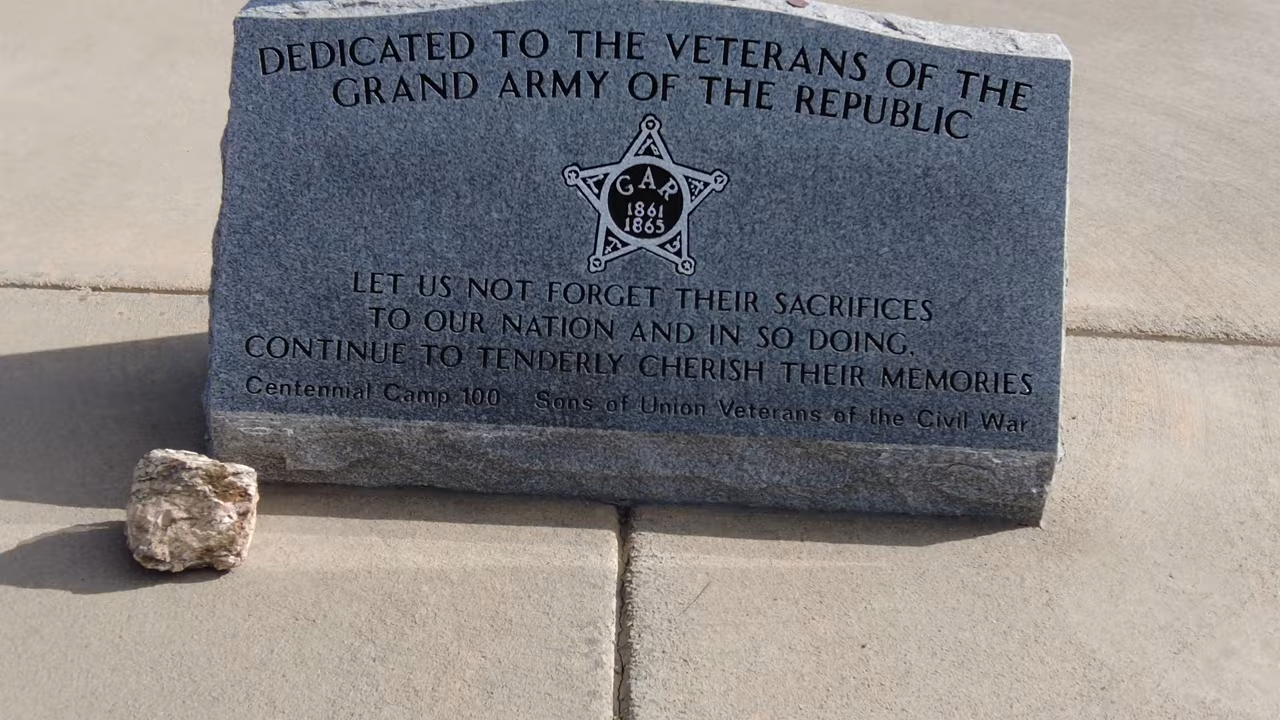 DEDICATED TO THE VETERANS OF THE
GRAND ARMY OF THE REPUBLIC
GAR
1861
1865
LET US NOT FORGET THEIR SACRIFICES
TO OUR NATION AND IN SO DOING,
CONTINUE TO TENDERLY CHERISH THEIR MEMORIES
Centennial Camp 100 Sons of Union Veterans of the Civil War